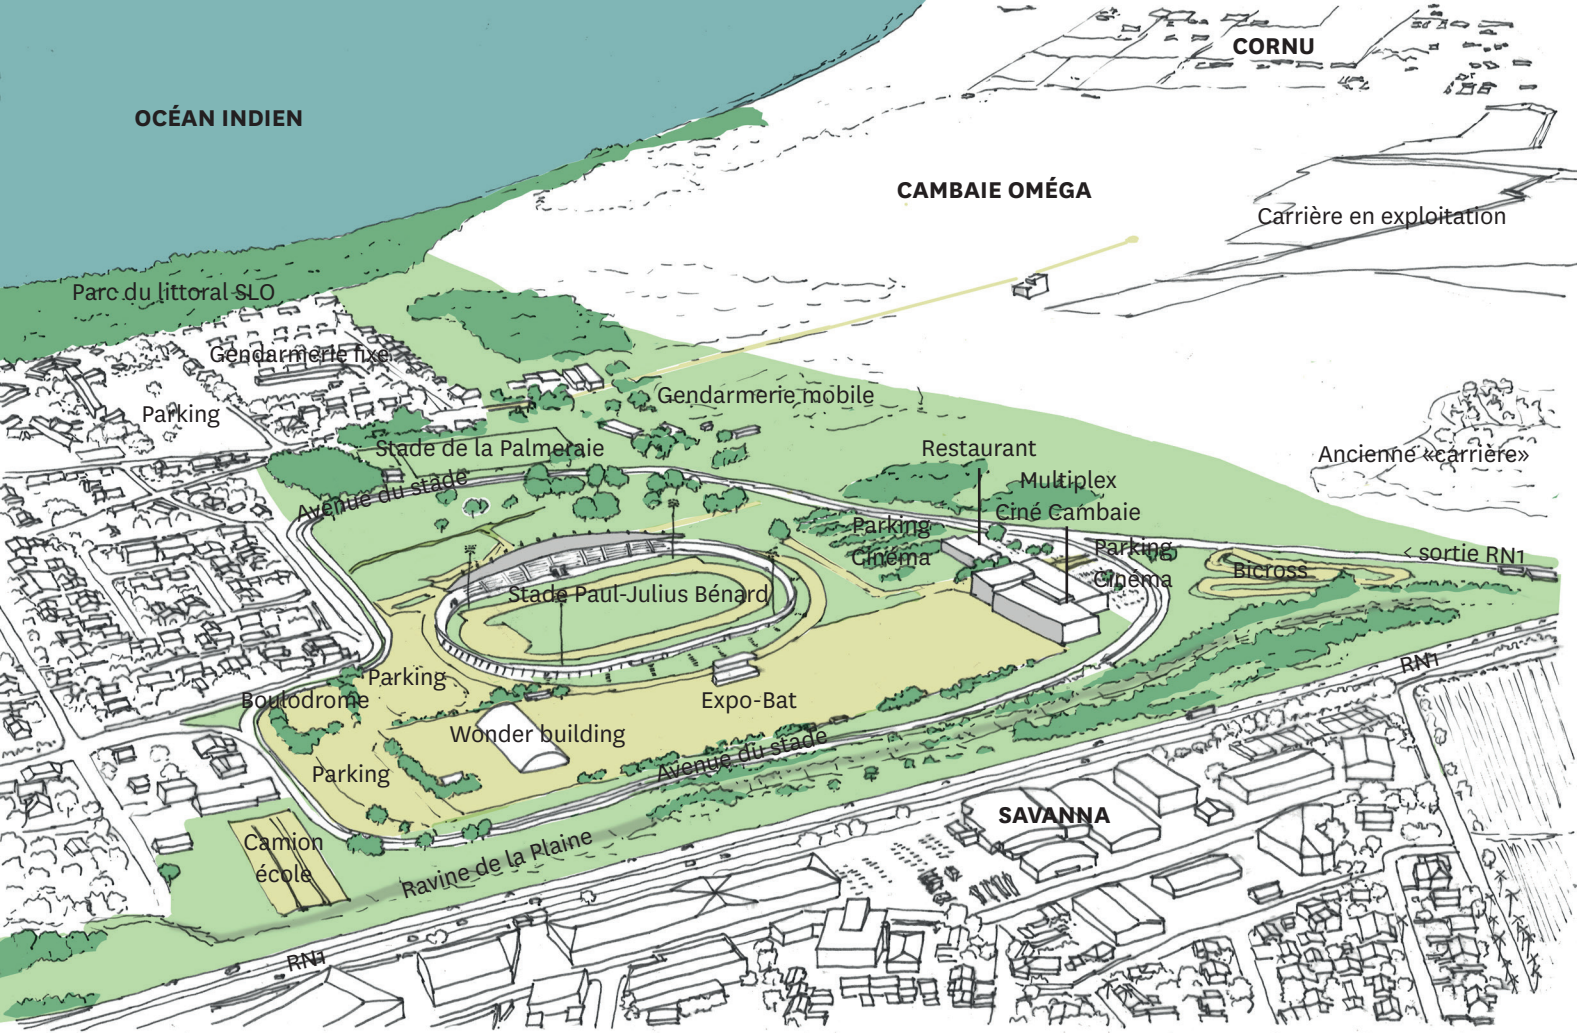 CORNU
OCÉAN INDIEN
CAMBAIE OMÉGA
Carrière en exploitation
Parc du littoral SLO
Gendarmerie fixe
Gendarmerie mobile
Parking
Stade de la Palmeraie
Restaurant
Ancienne «carrière»
Avenue du stade
Multiplex
Ciné Cambaie
Parking
Cinéma
Parking
Cinéma
< sortie RN1
Bicross
Stade Paul-Julius Bénard
RN1
Parking
Boulodrome
Expo-Bat
Wonder building
Avenue du stade
Parking
SAVANNA
Camion
école
Ravine de la Plaine
RN1